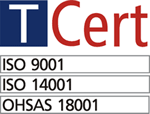 TCert
ISO 9001
ISO 14001
OHSAS 18001